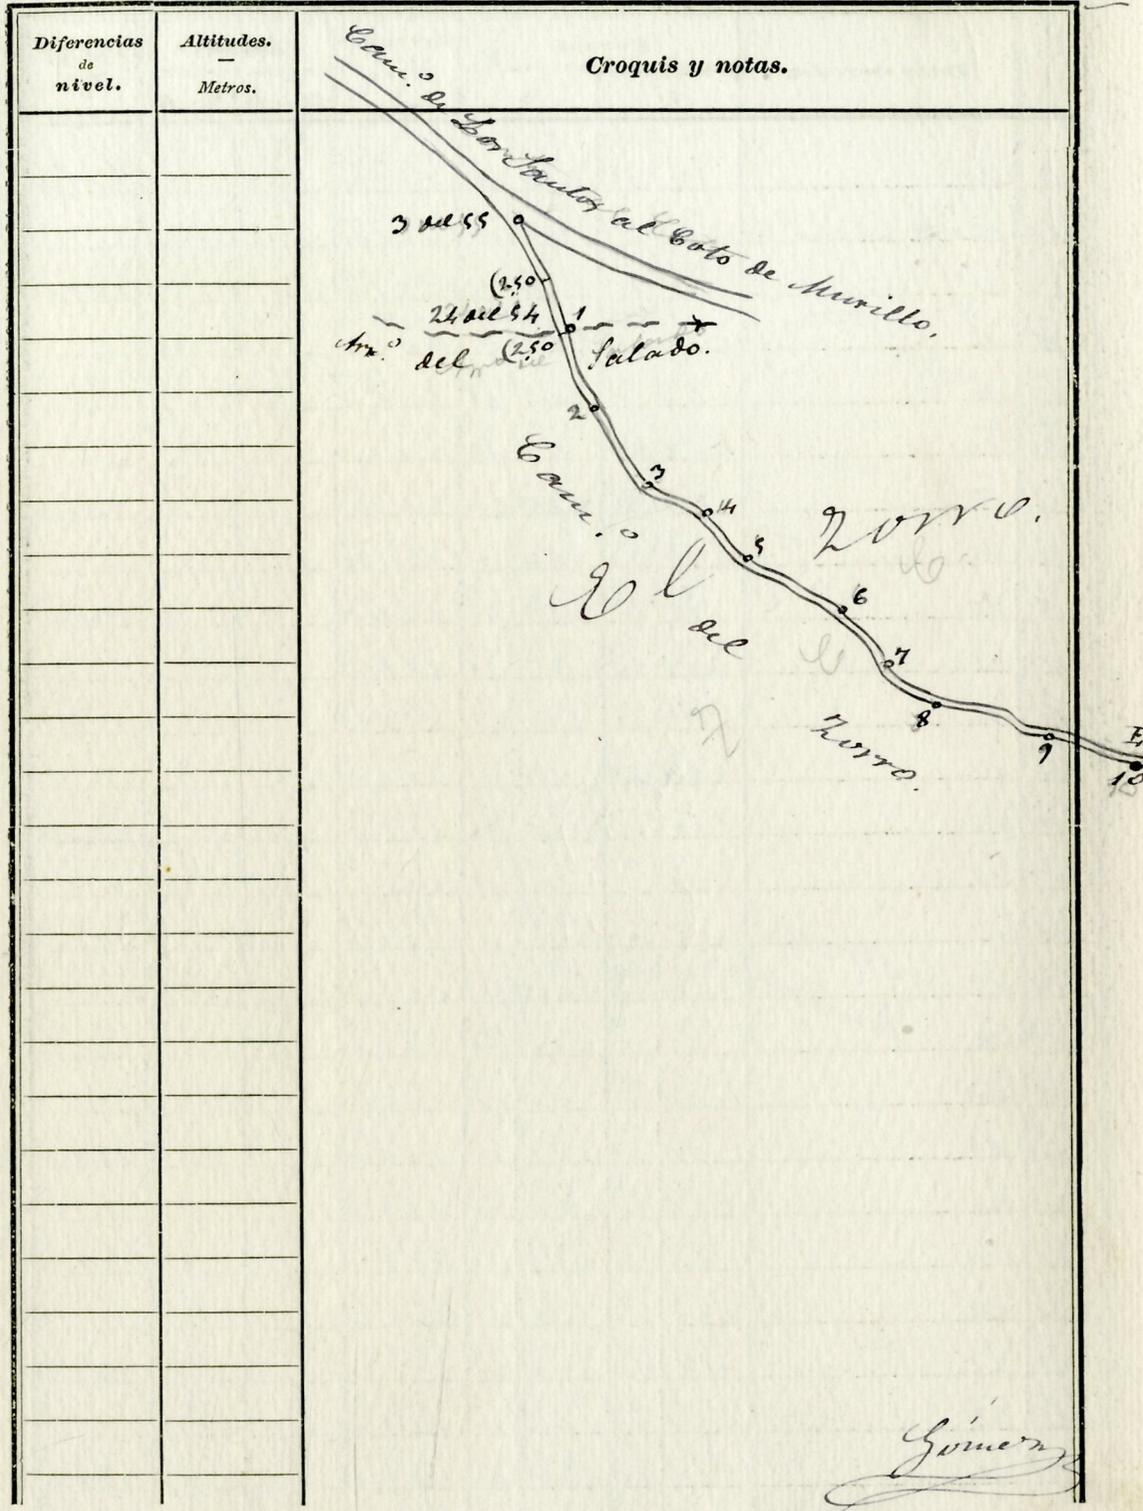 Diferencias
de
nivel.
Altitudes.
—
Metros.
Croquis y notas.
Cam.º de Los Santos al Coto de Murillo.
3 del 55
(2,50
24 del 54
1
Arr.º del Salado.
(2,50
2
3
4
5
6
7
8
9
E
10
El Zorro.
Cam.º del Zorro.
Gómez